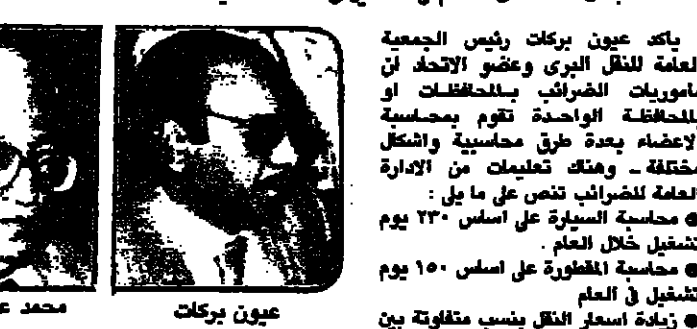 يأكد عيون بركات رئيس الجمعية
العامة للنقل البرى وعضو الاتحاد ان
مأموريات الضرائب بالمحافظات او
بالمحافظة الواحدة تقوم بمحاسبة
الاعضاء بعدة طرق محاسبية واشكال
مختلفة ـ وهناك تعليمات من الادارة
العامة للضرائب تنص على ما يلى :
● محاسبة السيارة على اساس ٢٣٠ يوم
تشغيل خلال العام .
● محاسبة المقطورة على اساس ١٥٠ يوم
تشغيل في العام
● زيادة اسعار النقل بنسب متفاوتة بين
عيون بركات
محمد